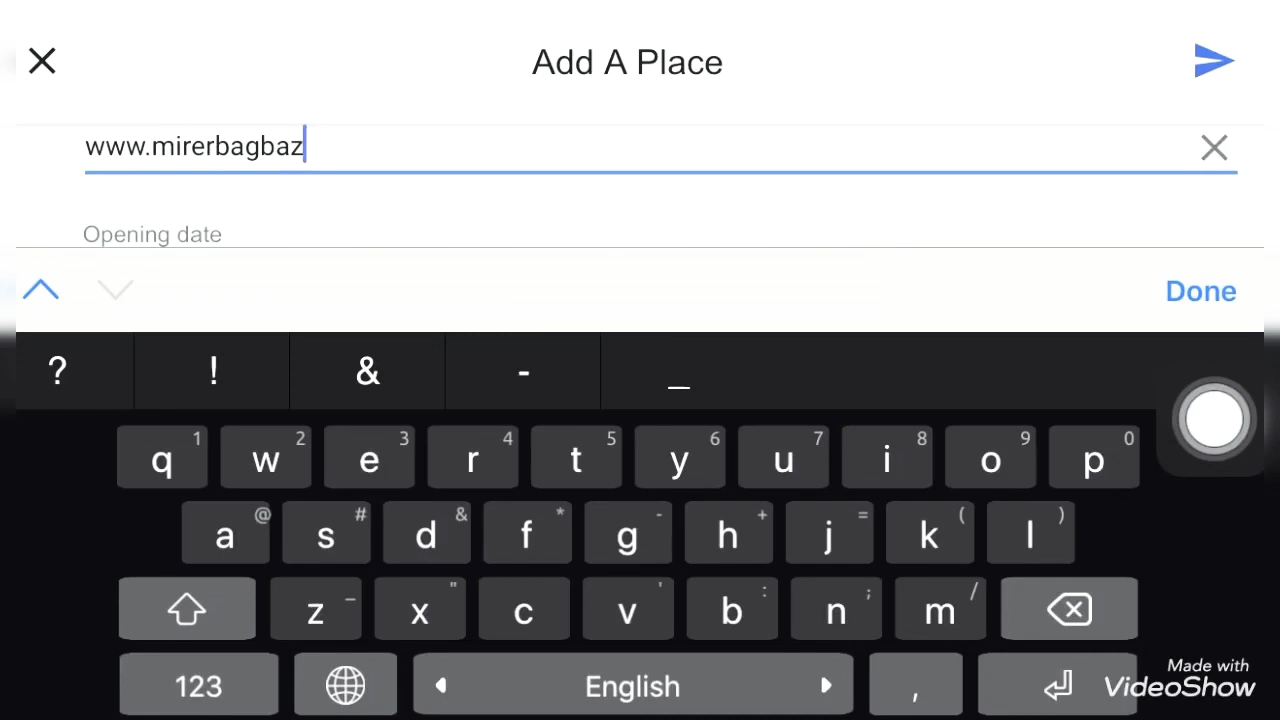 Add A Place
www.mirerbagbaz
Opening date
Done
? ! & - _
1 2 3 4 5 6 7 8 9 0
q w e r t y u i o p
@ # & * - + = ( )
a s d f g h j k l
_ " ' : ; /
z x c v b n m
123 English ,
Made with
VideoShow